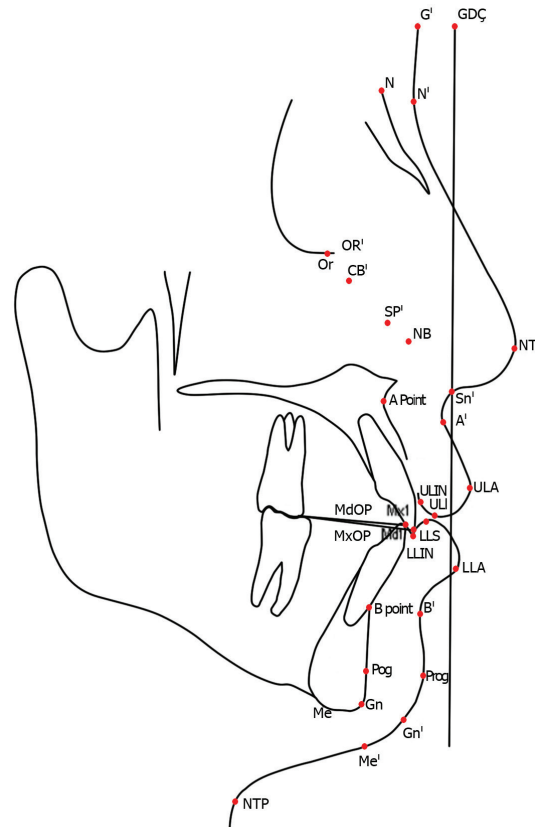 G' GDÇ
N N'
OR'
Or
CB'
SP'
NB
NT
Sn'
A Point
A'
ULIN
ULA
ULI
MdOP Mx1
MxOP Md1 LLS
LLIN
LLA
B point B'
Pog Prog
Me Gn
Gn'
Me'
NTP